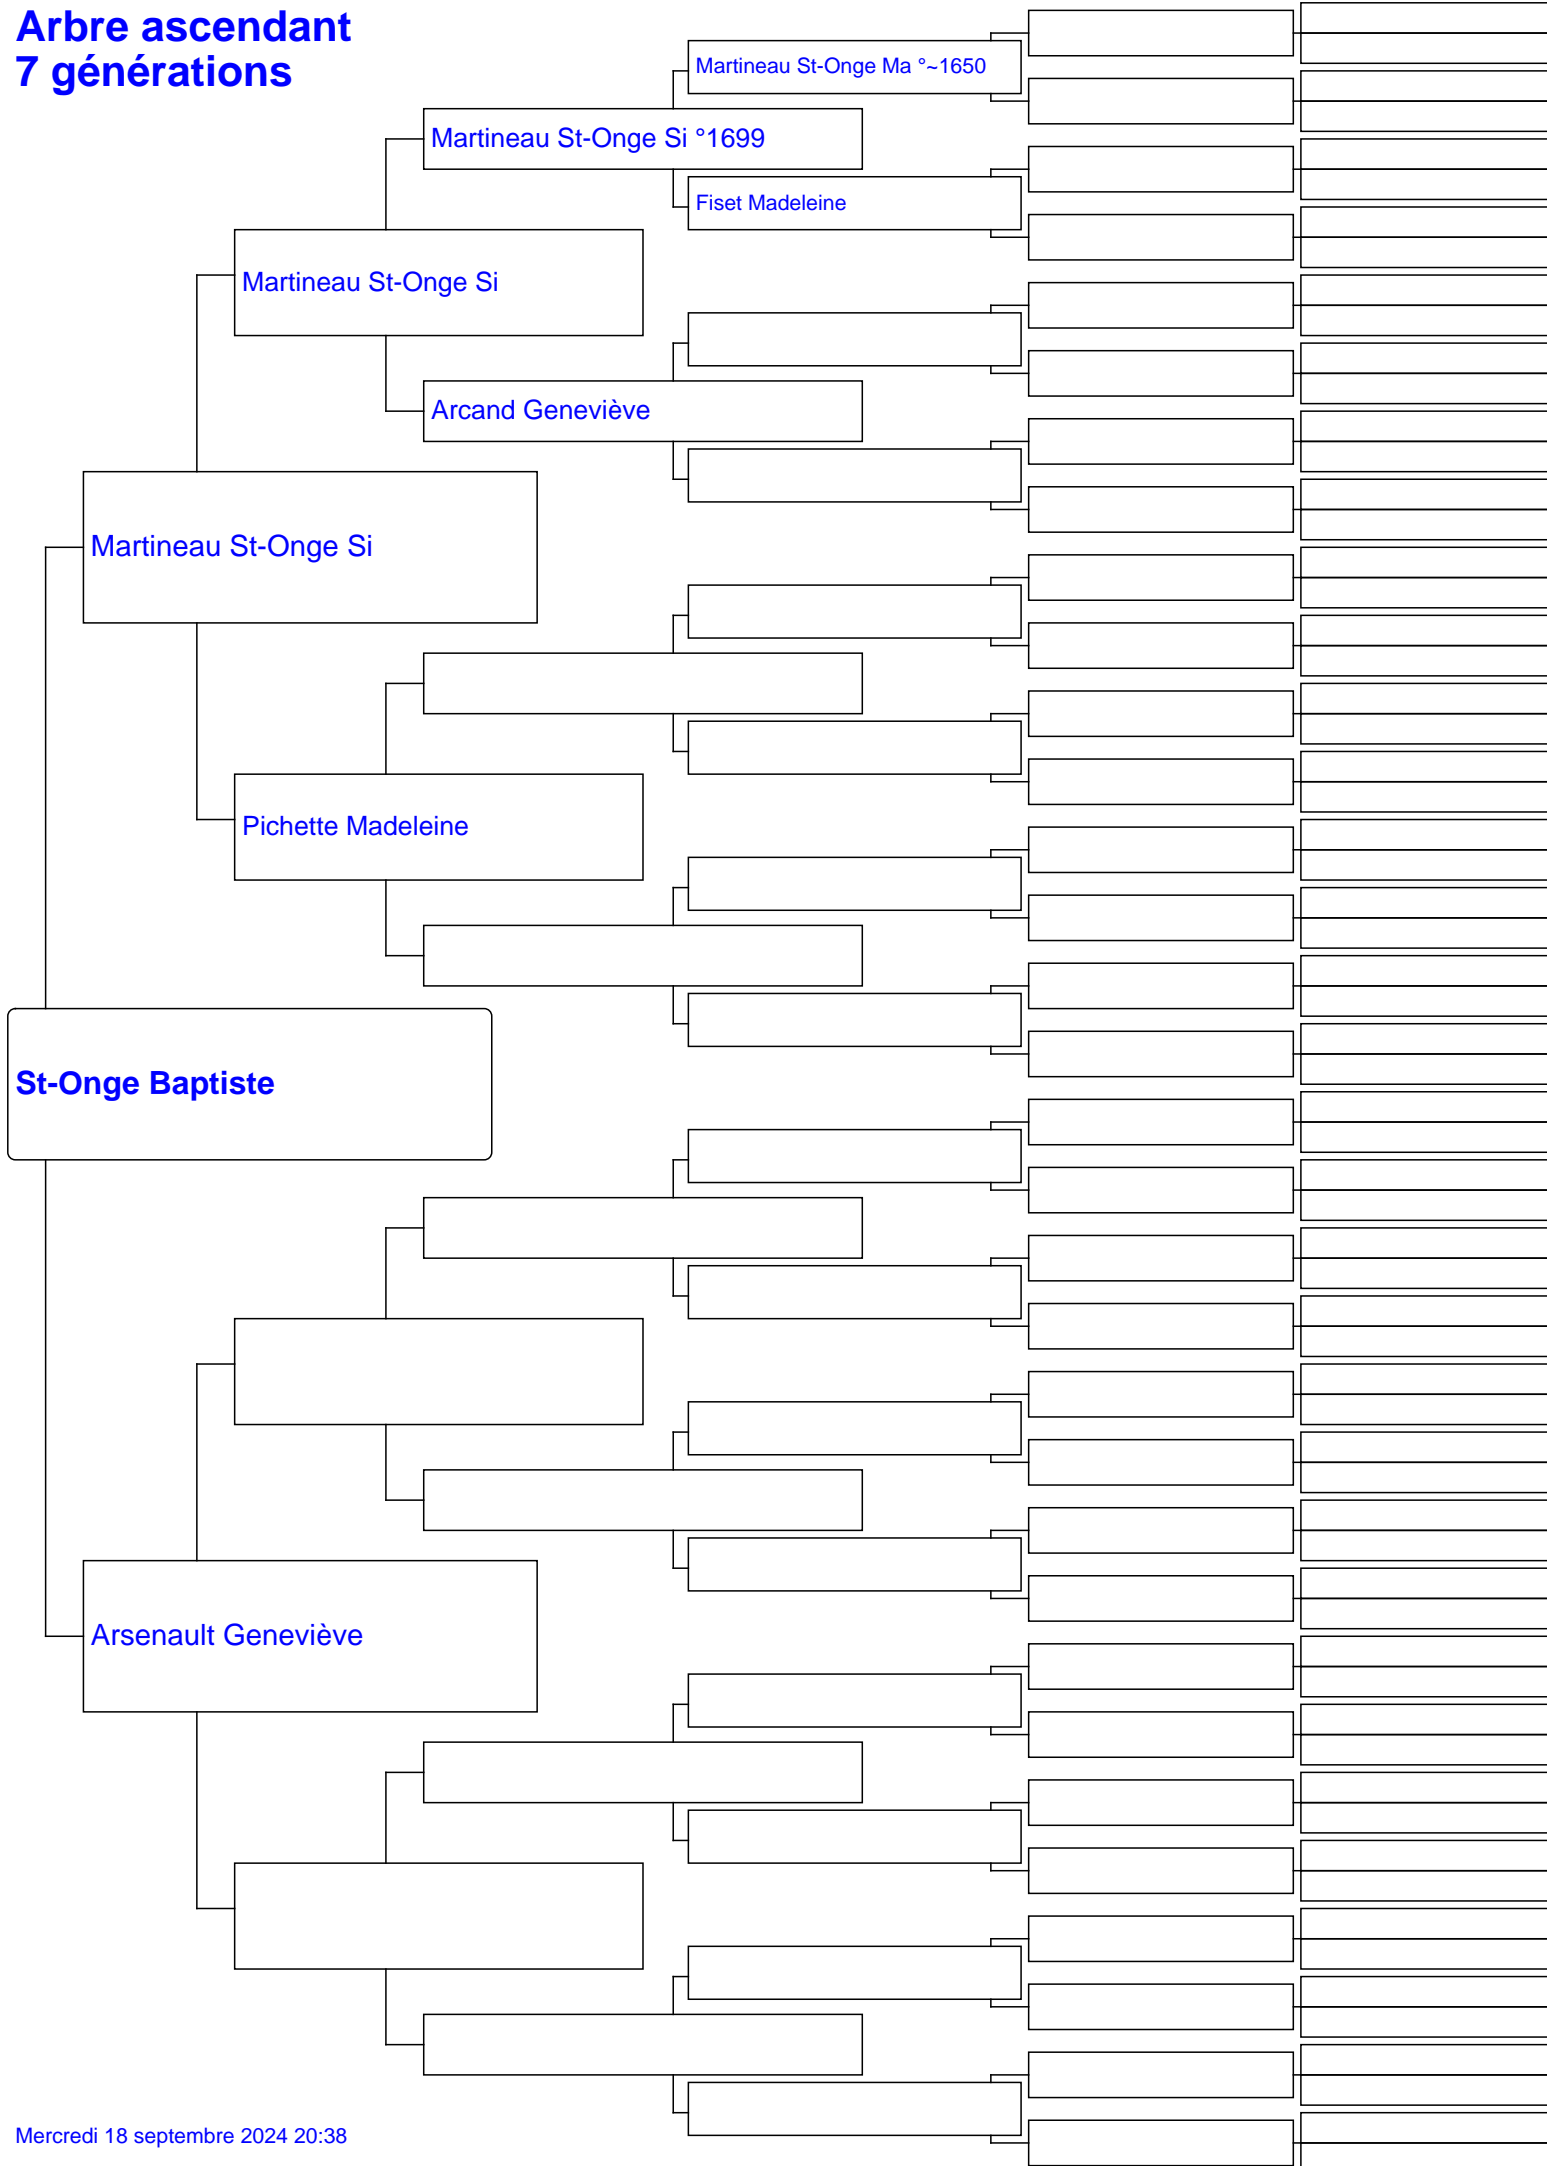 Arbre ascendant
7 générations
Martineau St-Onge Ma °~1650
Martineau St-Onge Si °1699
Fiset Madeleine
Martineau St-Onge Si
Arcand Geneviève
Martineau St-Onge Si
Pichette Madeleine
St-Onge Baptiste
Arsenault Geneviève
Mercredi 18 septembre 2024 20:38